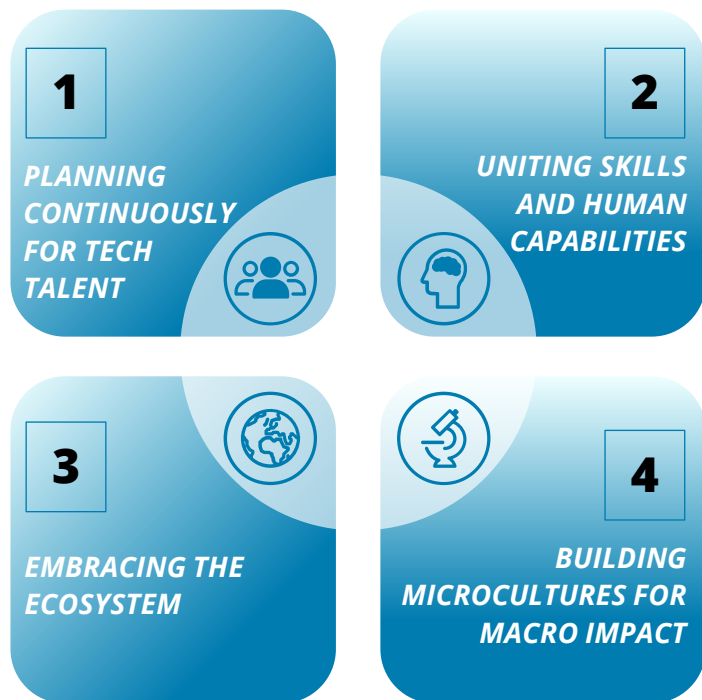 1
PLANNING
CONTINUOUSLY
FOR TECH
TALENT
2
UNITING SKILLS
AND HUMAN
CAPABILITIES
3
EMBRACING THE
ECOSYSTEM
4
BUILDING
MICROCULTURES FOR
MACRO IMPACT